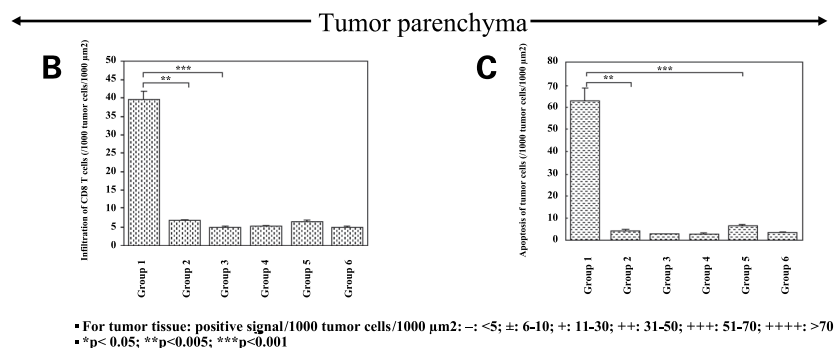 Tumor parenchyma
B
Infiltration of CD8 T cells (/1000 tumor cells/1000 µm2)
50
45
40
35
30
25
20
15
10
5
0
***
**
Group 1
Group 2
Group 3
Group 4
Group 5
Group 6
C
Apoptosis of tumor cells (/1000 tumor cells/1000 µm2)
80
70
60
50
40
30
20
10
0
***
**
Group 1
Group 2
Group 3
Group 4
Group 5
Group 6
▪ For tumor tissue: positive signal/1000 tumor cells/1000 µm2: –: <5; ±: 6-10; +: 11-30; ++: 31-50; +++: 51-70; ++++: >70
▪ *p< 0.05; **p<0.005; ***p<0.001